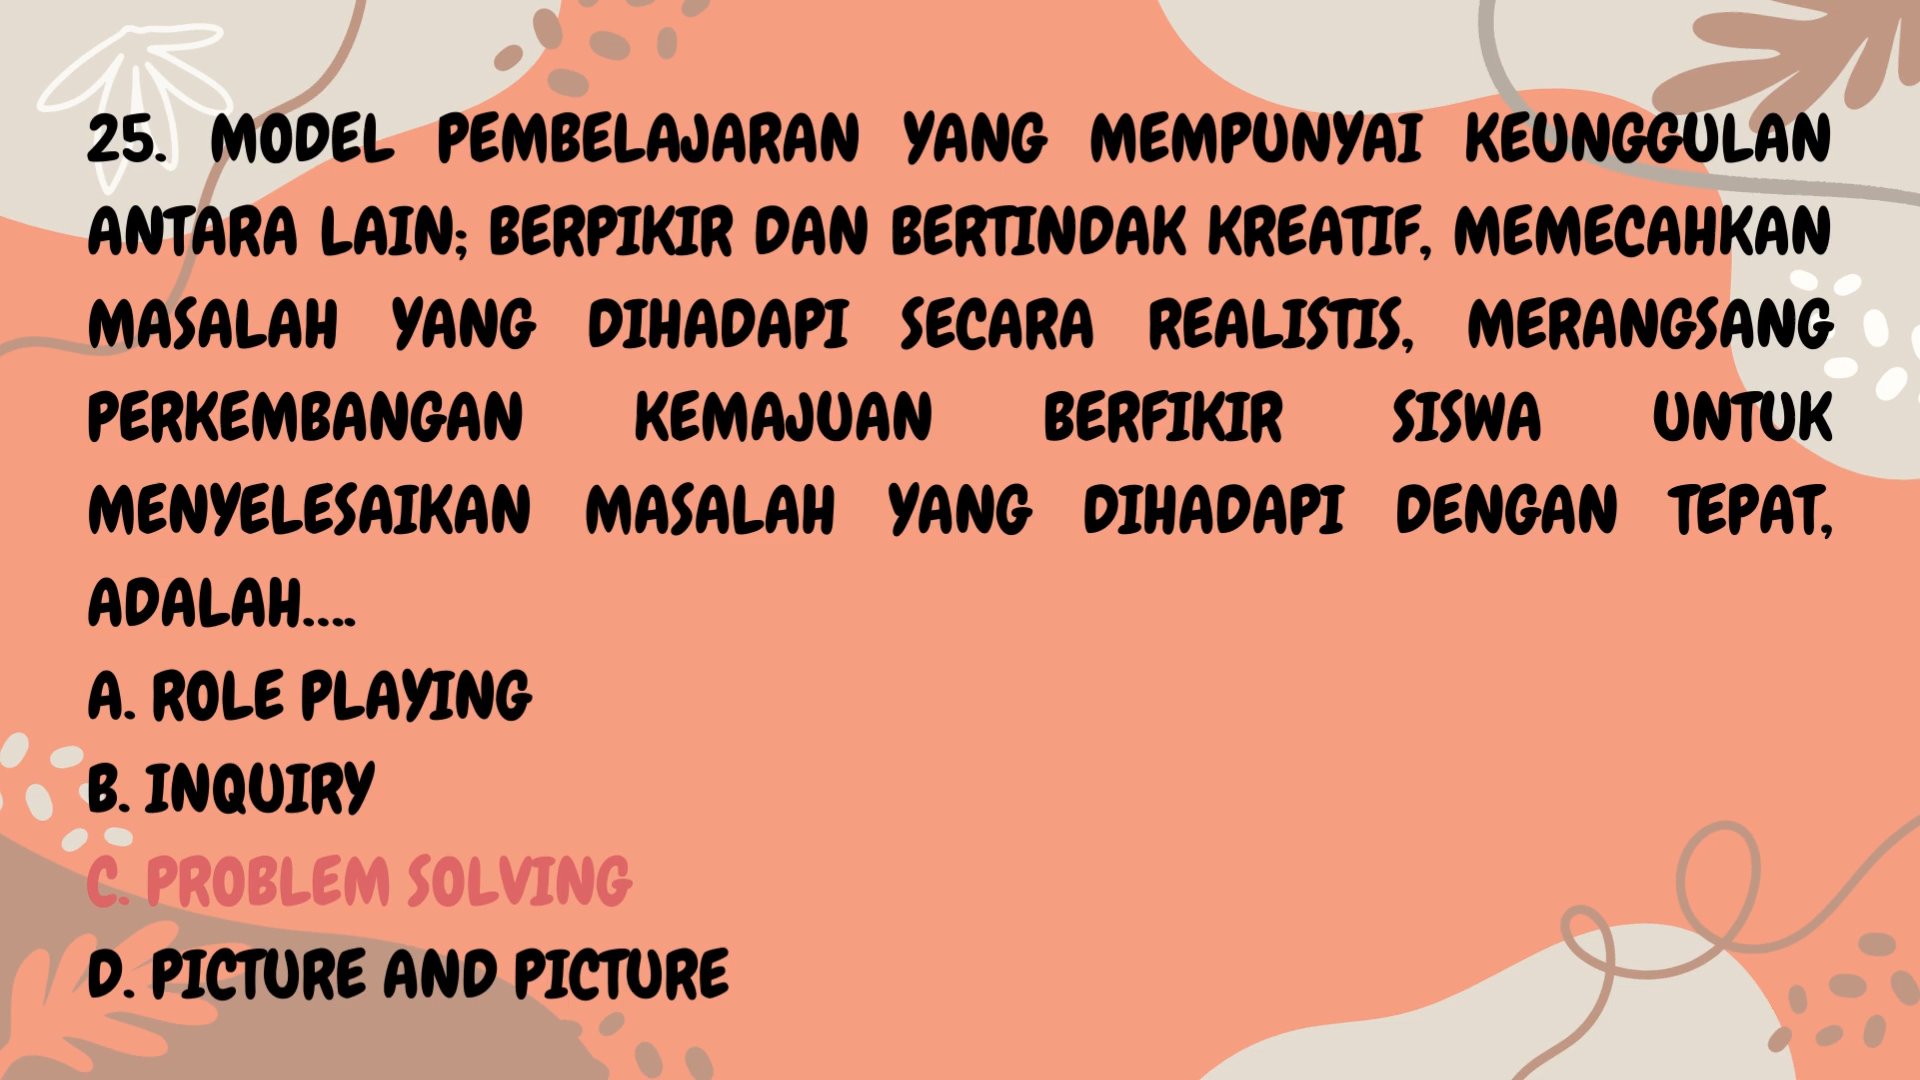 25. MODEL PEMBELAJARAN YANG MEMPUNYAI KEUNGGULAN
ANTARA LAIN; BERPIKIR DAN BERTINDAK KREATIF, MEMECAHKAN
MASALAH YANG DIHADAPI SECARA REALISTIS, MERANGSANG
PERKEMBANGAN KEMAJUAN BERFIKIR SISWA UNTUK
MENYELESAIKAN MASALAH YANG DIHADAPI DENGAN TEPAT,
ADALAH....
A. ROLE PLAYING
B. INQUIRY
C. PROBLEM SOLVING
D. PICTURE AND PICTURE